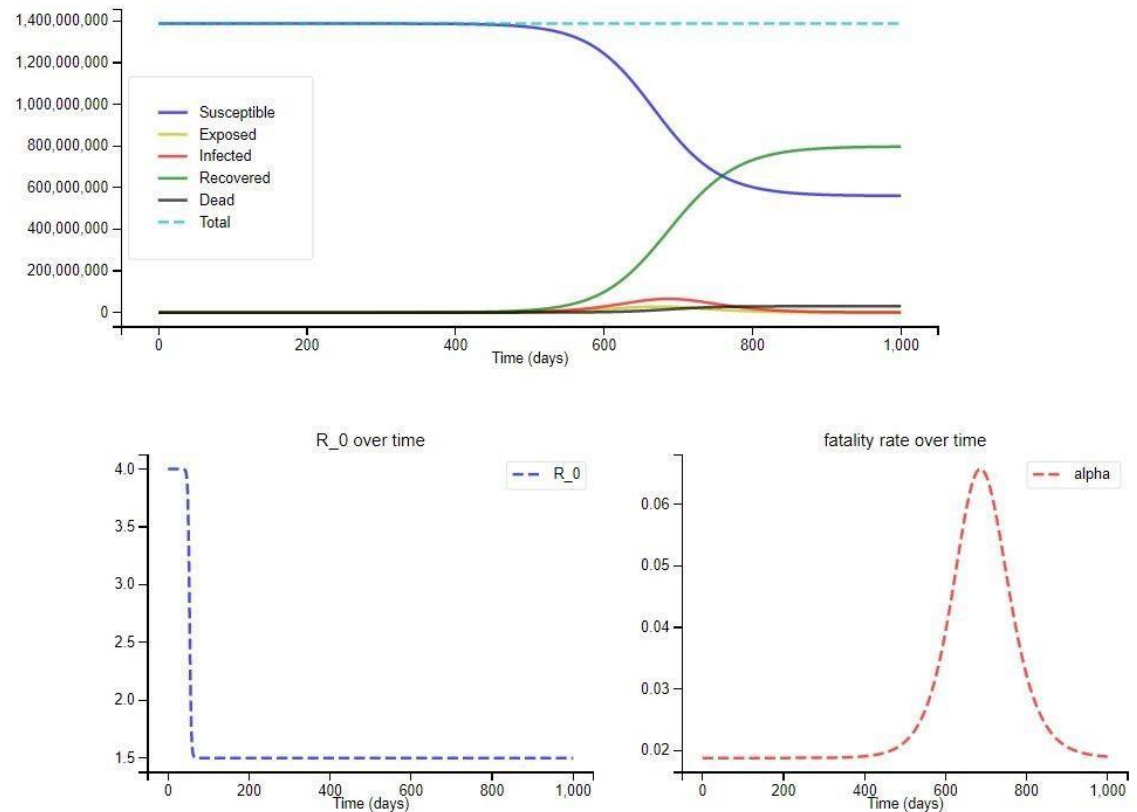 1,400,000,000
1,200,000,000
1,000,000,000
800,000,000
600,000,000
400,000,000
200,000,000
0
Susceptible
Exposed
Infected
Recovered
Dead
Total
0 200 400 600 800 1,000
Time (days)
R_0 over time
R_0
4.0
3.5
3.0
2.5
2.0
1.5
0 200 400 600 800 1,000
Time (days)
fatality rate over time
alpha
0.06
0.05
0.04
0.03
0.02
0 200 400 600 800 1,000
Time (days)